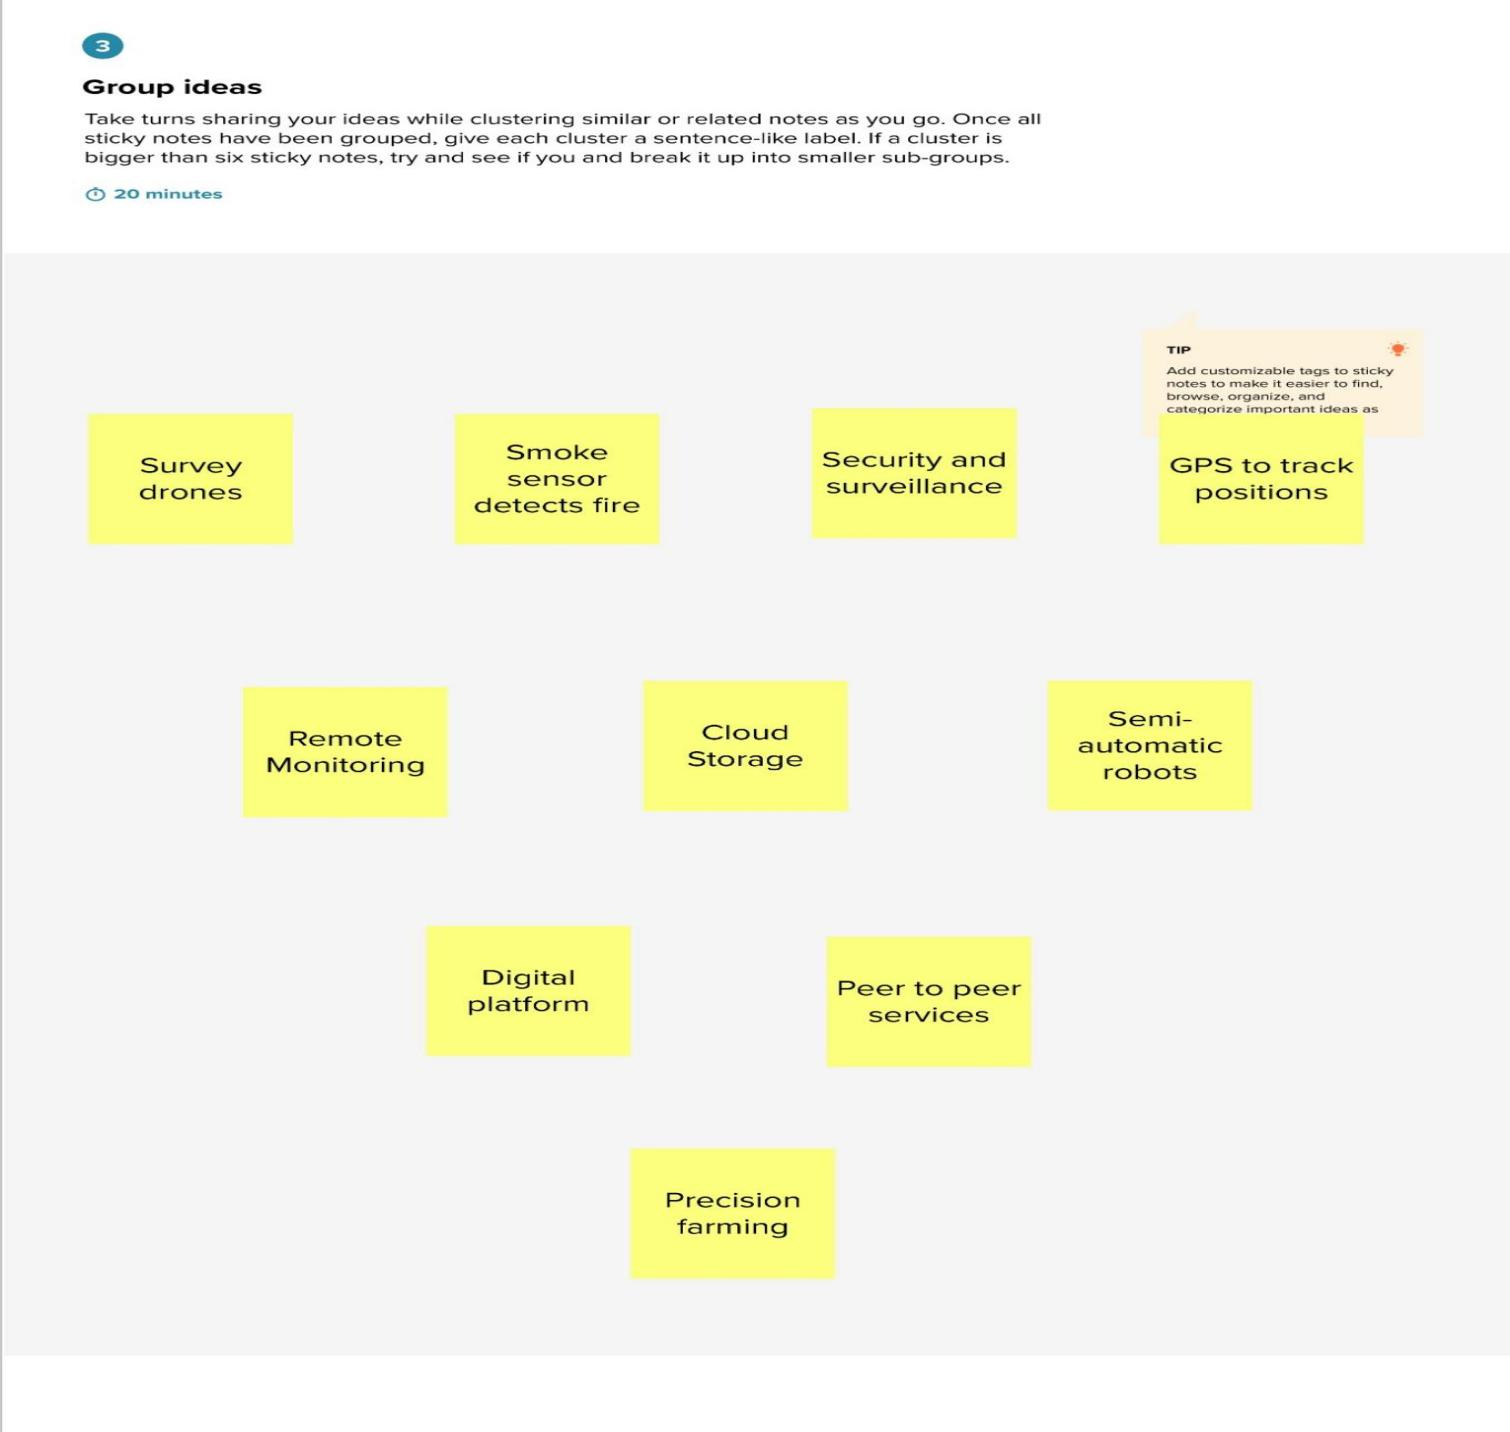 3
Group ideas
Take turns sharing your ideas while clustering similar or related notes as you go. Once all
sticky notes have been grouped, give each cluster a sentence-like label. If a cluster is
bigger than six sticky notes, try and see if you and break it up into smaller sub-groups.
20 minutes
TIP
Add customizable tags to sticky
notes to make it easier to find,
browse, organize, and
categorize important ideas as
Survey
drones
Smoke
sensor
detects fire
Security and
surveillance
GPS to track
positions
Remote
Monitoring
Cloud
Storage
Semi-
automatic
robots
Digital
platform
Peer to peer
services
Precision
farming